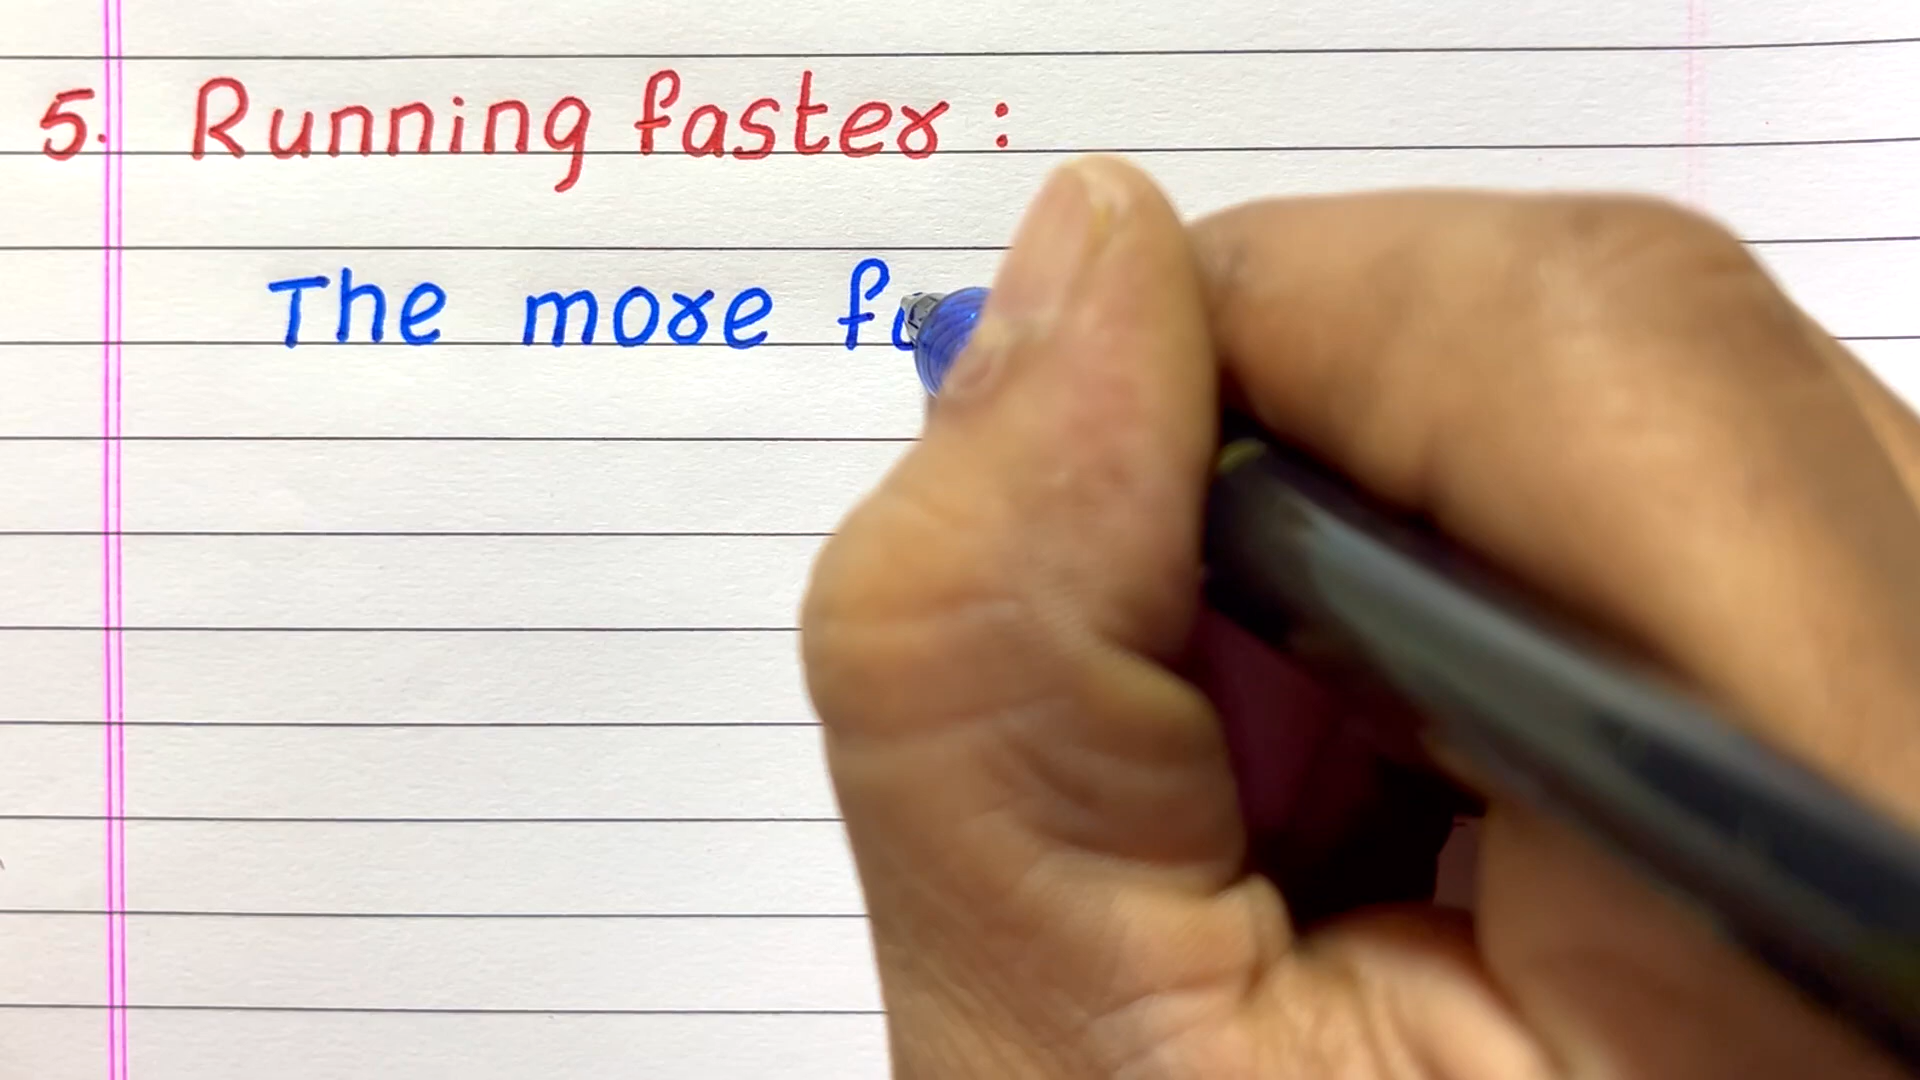 5. Running faster :
The more